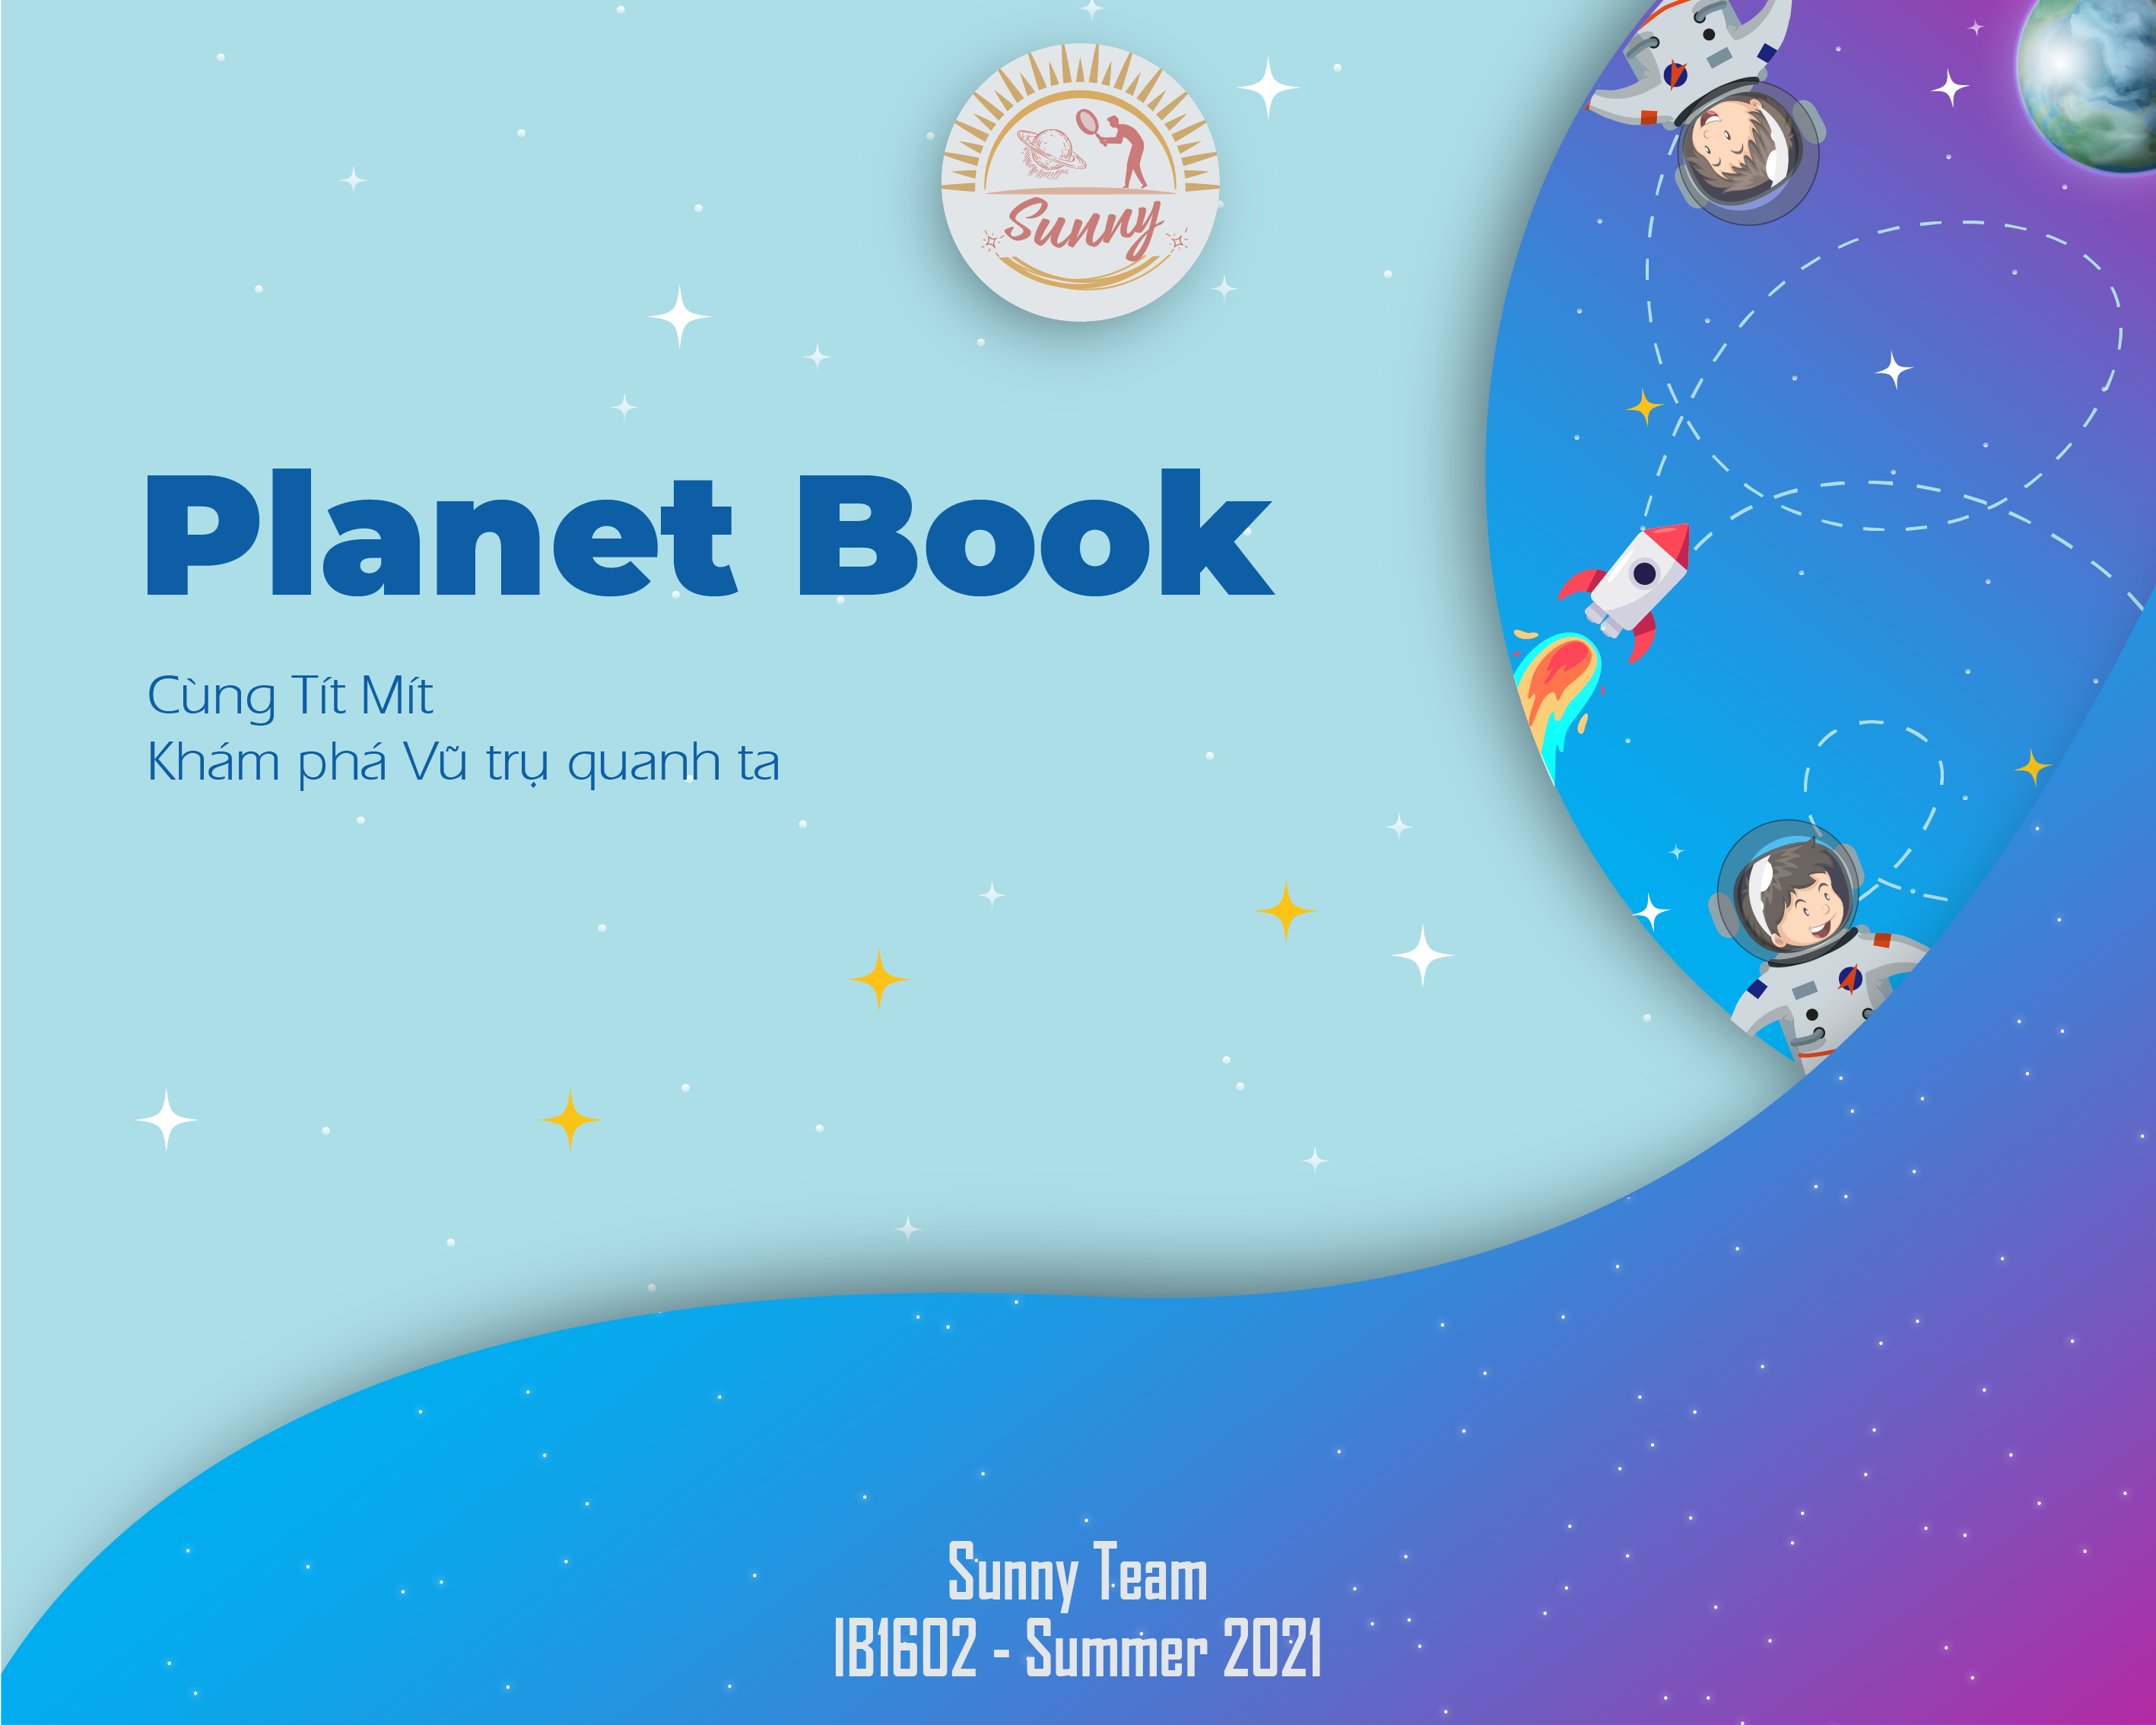 Sunny
Planet Book
Cùng Tít Mít
Khám phá Vũ trụ quanh ta
Sunny Team
IB1602 - Summer 2021